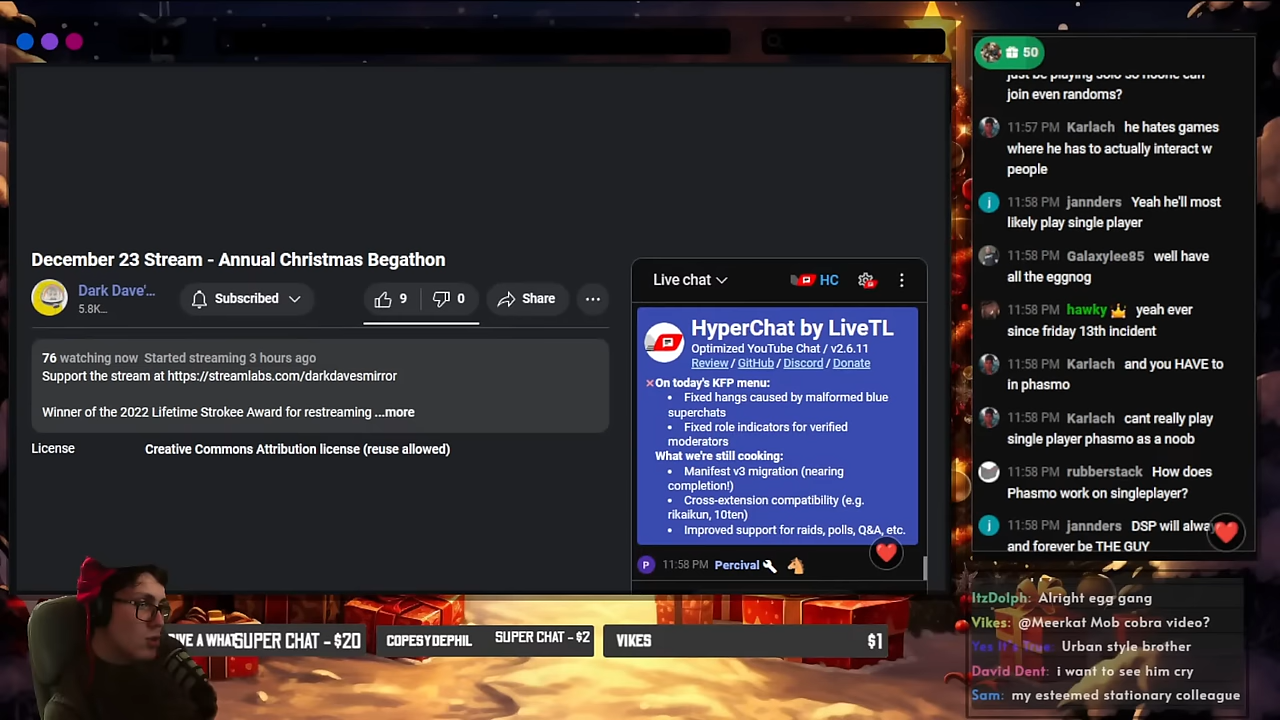 December 23 Stream - Annual Christmas Begathon
Dark Dave'...
5.8K...
Subscribed
9
0
Share
76 watching now Started streaming 3 hours ago
Support the stream at https://streamlabs.com/darkdavesmirror
Winner of the 2022 Lifetime Strokee Award for restreaming ...more
License
Creative Commons Attribution license (reuse allowed)
Live chat
HC
HyperChat by LiveTL
Optimized YouTube Chat / v2.6.11
Review / GitHub / Discord / Donate
On today's KFP menu:
• Fixed hangs caused by malformed blue
superchats
• Fixed role indicators for verified
moderators
What we're still cooking:
• Manifest v3 migration (nearing
completion!)
• Cross-extension compatibility (e.g.
rikaikun, 10ten)
• Improved support for raids, polls, Q&A, etc.
P 11:58 PM Percival
50
just be playing solo so noone can
join even randoms?
11:57 PM Karlach he hates games
where he has to actually interact w
people
j 11:58 PM jannders Yeah he'll most
likely play single player
11:58 PM Galaxylee85 well have
all the eggnog
11:58 PM hawky yeah ever
since friday 13th incident
11:58 PM Karlach and you HAVE to
in phasmo
11:58 PM Karlach cant really play
single player phasmo as a noob
11:58 PM rubberstack How does
Phasmo work on singleplayer?
j 11:58 PM jannders DSP will
and forever be THE GUY
SUPER CHAT – $20
COPESYDEPHIL SUPER CHAT – $2
VIKES $1
ItzDolph: Alright egg gang
Vikes: @Meerkat Mob cobra video?
Yes It's True: Urban style brother
David Dent: i want to see him cry
Sam: my esteemed stationary colleague